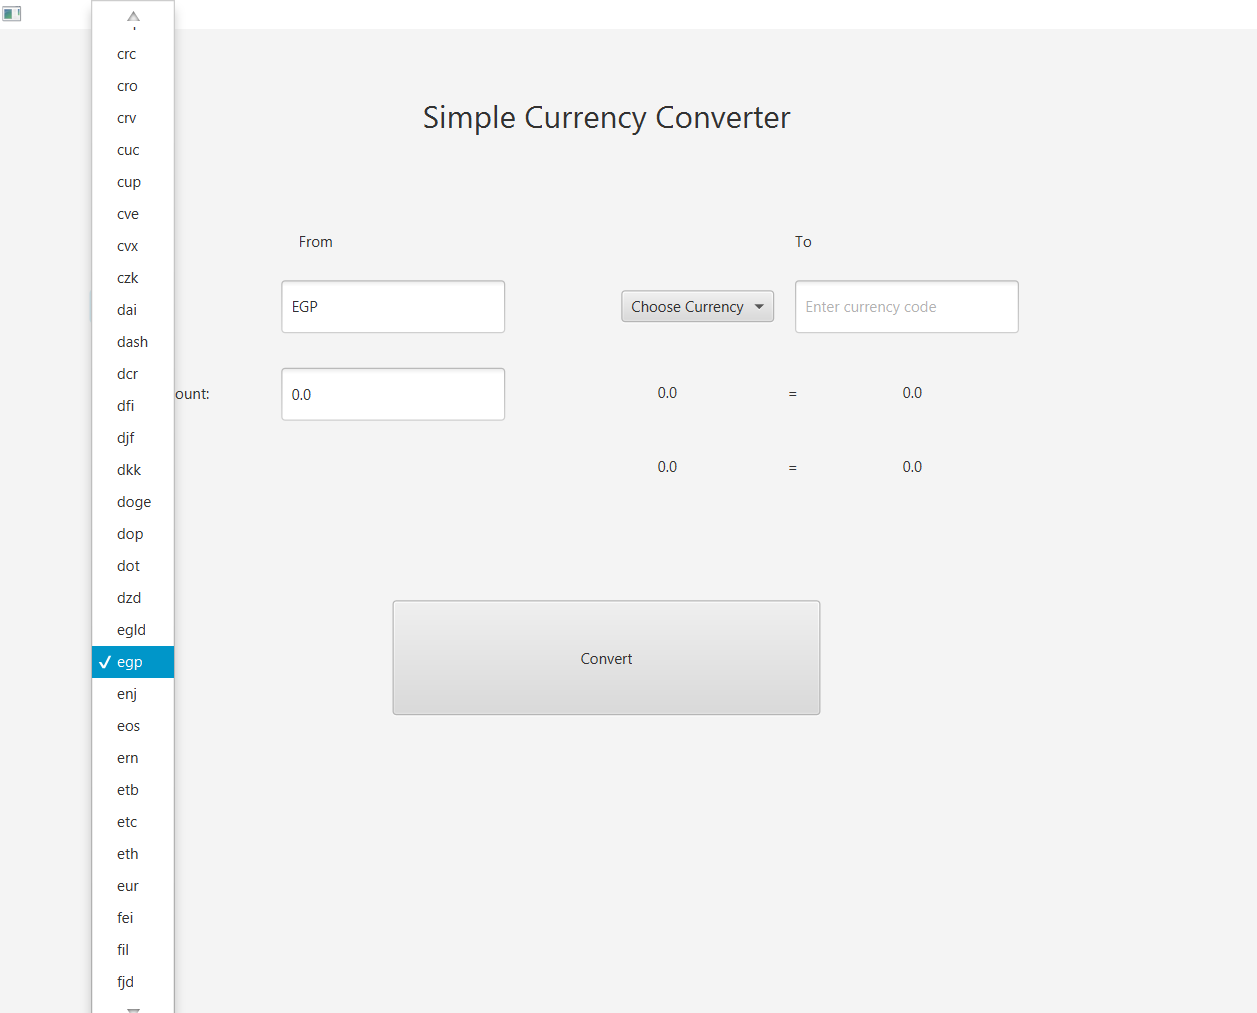 Simple Currency Converter
From
To
EGP
Choose Currency
Enter currency code
ount:
0.0
0.0
=
0.0
0.0
=
0.0
Convert
crc
cro
crv
cuc
cup
cve
cvx
czk
dai
dash
dcr
dfi
djf
dkk
doge
dop
dot
dzd
egld
✓ egp
enj
eos
ern
etb
etc
eth
eur
fei
fil
fjd